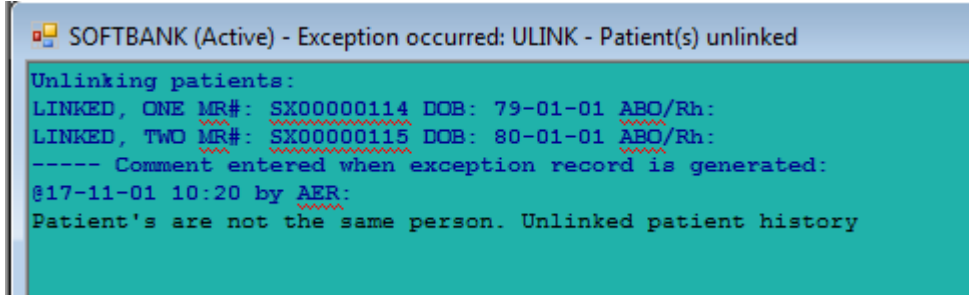 SOFTBANK (Active) - Exception occurred: ULINK - Patient(s) unlinked
Unlinking patients:
LINKED, ONE MR#: SX00000114 DOB: 79-01-01 ABO/Rh:
LINKED, TWO MR#: SX00000115 DOB: 80-01-01 ABO/Rh:
----- Comment entered when exception record is generated:
@17-11-01 10:20 by AER:
Patient's are not the same person. Unlinked patient history